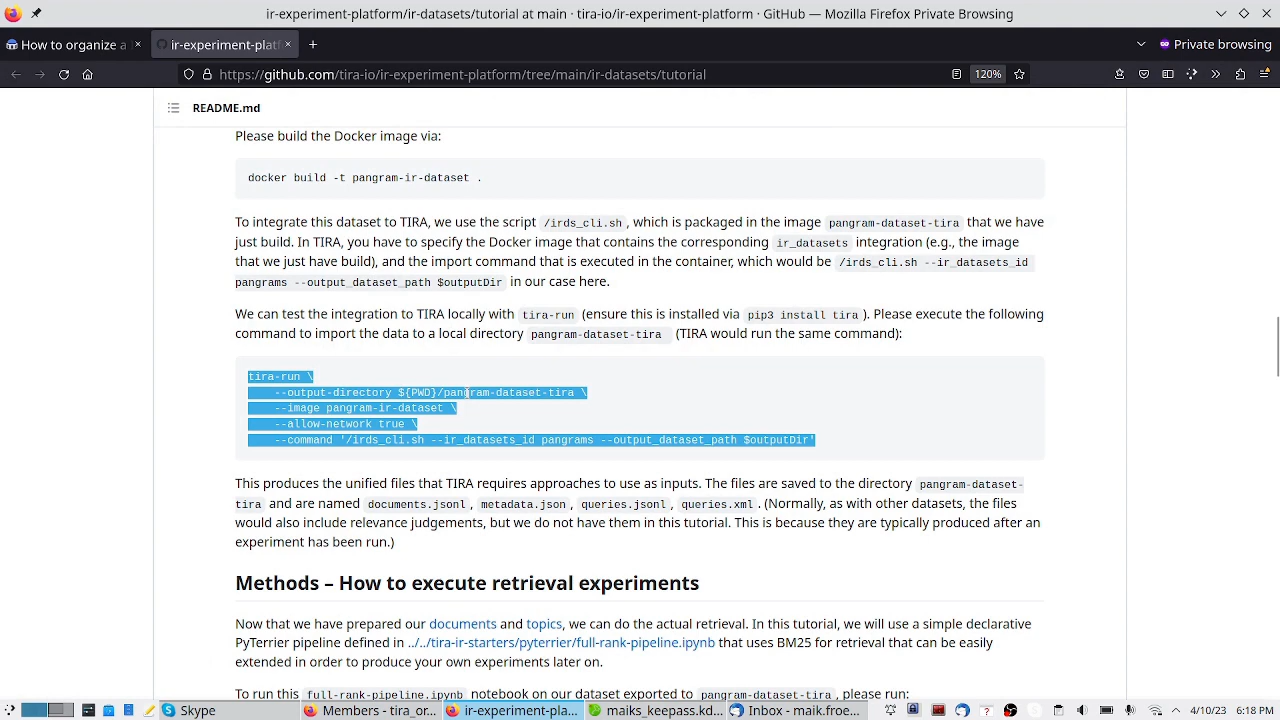 ir-experiment-platform/ir-datasets/tutorial at main · tira-io/ir-experiment-platform · GitHub — Mozilla Firefox Private Browsing
How to organize a
ir-experiment-platf
Private browsing
https://github.com/tira-io/ir-experiment-platform/tree/main/ir-datasets/tutorial
120%
README.md
Please build the Docker image via:
docker build -t pangram-ir-dataset .
To integrate this dataset to TIRA, we use the script /irds_cli.sh, which is packaged in the image pangram-dataset-tira that we have
just build. In TIRA, you have to specify the Docker image that contains the corresponding ir_datasets integration (e.g., the image
that we just have build), and the import command that is executed in the container, which would be /irds_cli.sh --ir_datasets_id
pangrams --output_dataset_path $outputDir in our case here.
We can test the integration to TIRA locally with tira-run (ensure this is installed via pip3 install tira). Please execute the following
command to import the data to a local directory pangram-dataset-tira (TIRA would run the same command):
tira-run \
--output-directory ${PWD}/pangram-dataset-tira \
--image pangram-ir-dataset \
--allow-network true \
--command '/irds_cli.sh --ir_datasets_id pangrams --output_dataset_path $outputDir'
This produces the unified files that TIRA requires approaches to use as inputs. The files are saved to the directory pangram-dataset-
tira and are named documents.jsonl, metadata.json, queries.jsonl, queries.xml. (Normally, as with other datasets, the files
would also include relevance judgements, but we do not have them in this tutorial. This is because they are typically produced after an
experiment has been run.)
Methods – How to execute retrieval experiments
Now that we have prepared our documents and topics, we can do the actual retrieval. In this tutorial, we will use a simple declarative
PyTerrier pipeline defined in ../../tira-ir-starters/pyterrier/full-rank-pipeline.ipynb that uses BM25 for retrieval that can be easily
extended in order to produce your own experiments later on.
To run this full-rank-pipeline.ipynb notebook on our dataset exported to pangram-dataset-tira, please run:
Skype
Members - tira_or...
ir-experiment-pla...
maiks_keepass.kd...
Inbox - maik.froe...
4/10/23
6:18 PM